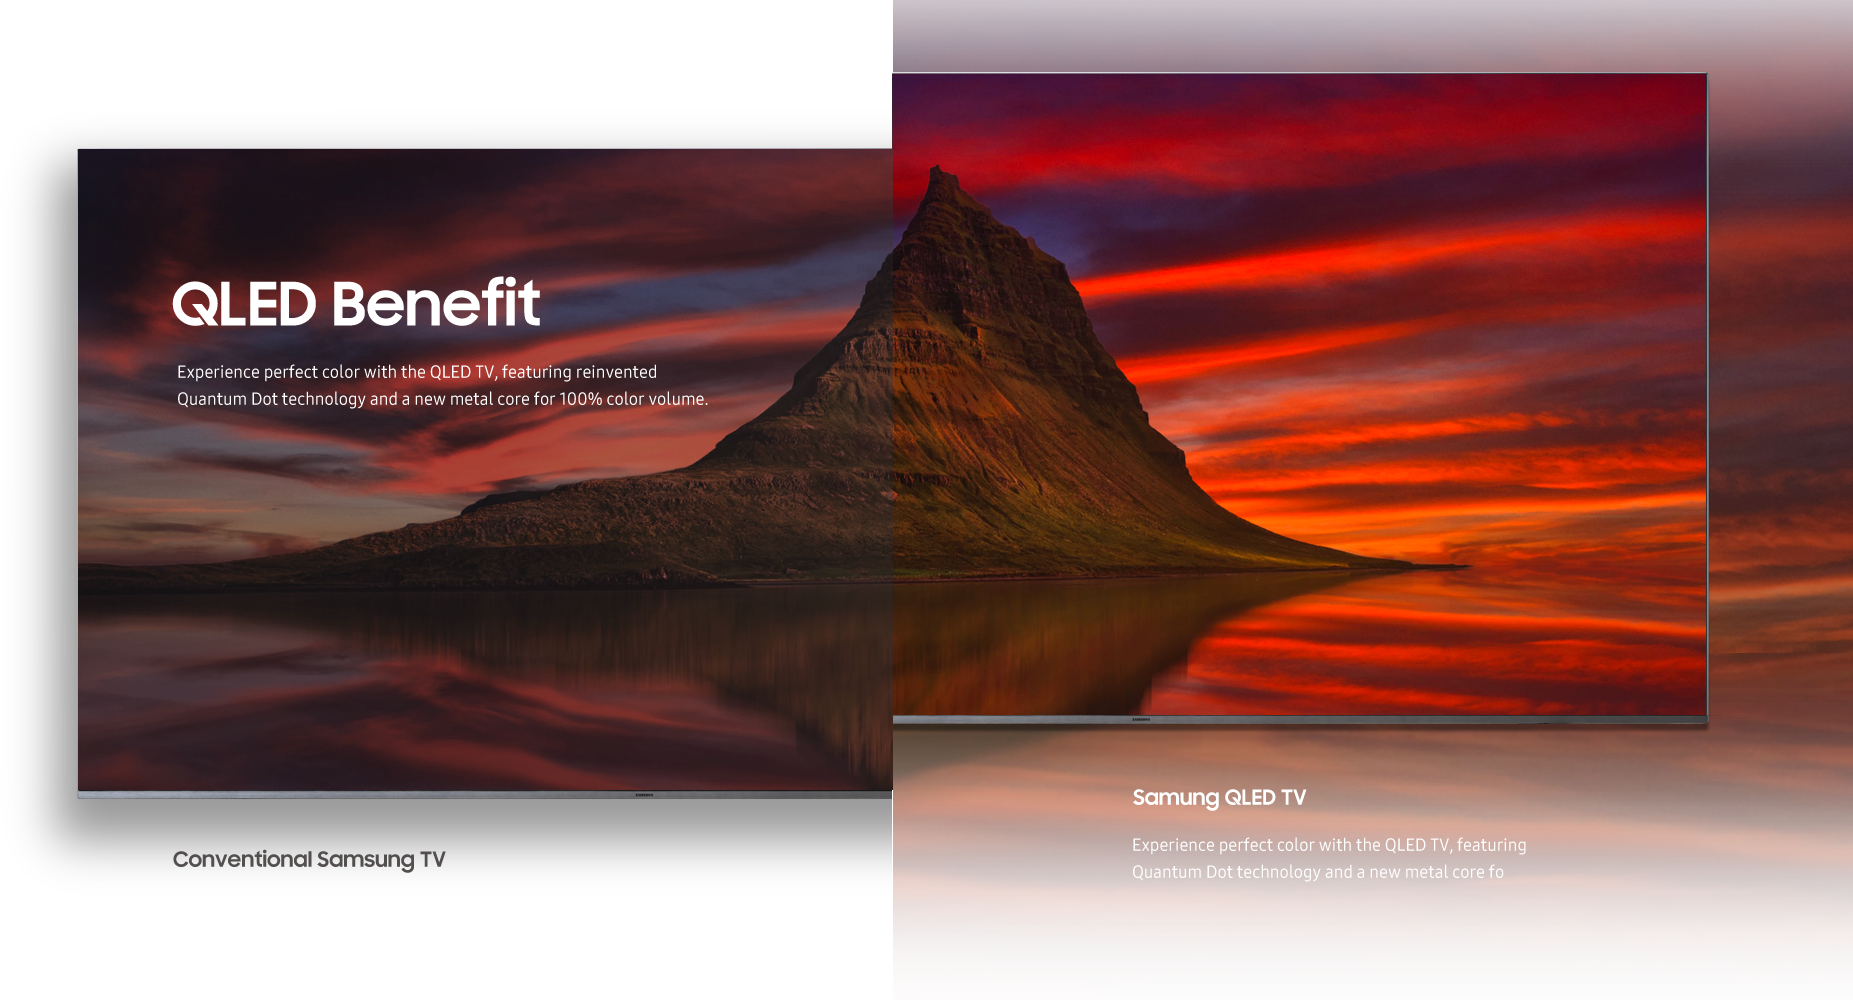 QLED Benefit
Experience perfect color with the QLED TV, featuring reinvented
Quantum Dot technology and a new metal core for 100% color volume.
SAMSUNG
Conventional Samsung TV
SAMSUNG
Samung QLED TV
Experience perfect color with the QLED TV, featuring
Quantum Dot technology and a new metal core fo